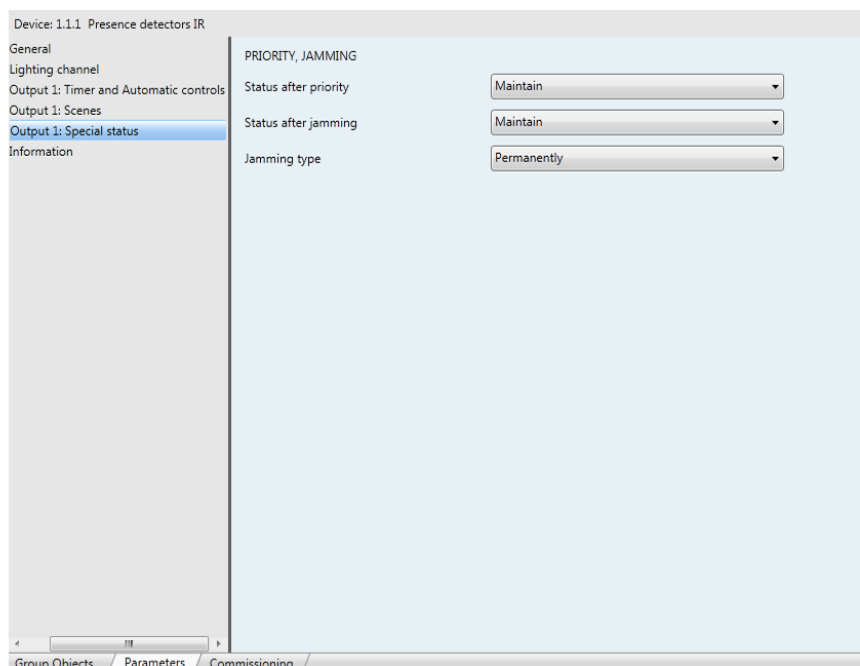 Device: 1.1.1 Presence detectors IR
General
Lighting channel
Output 1: Timer and Automatic controls
Output 1: Scenes
Output 1: Special status
Information
PRIORITY, JAMMING
Status after priority Maintain
Status after jamming Maintain
Jamming type Permanently
Group Objects Parameters Commissioning